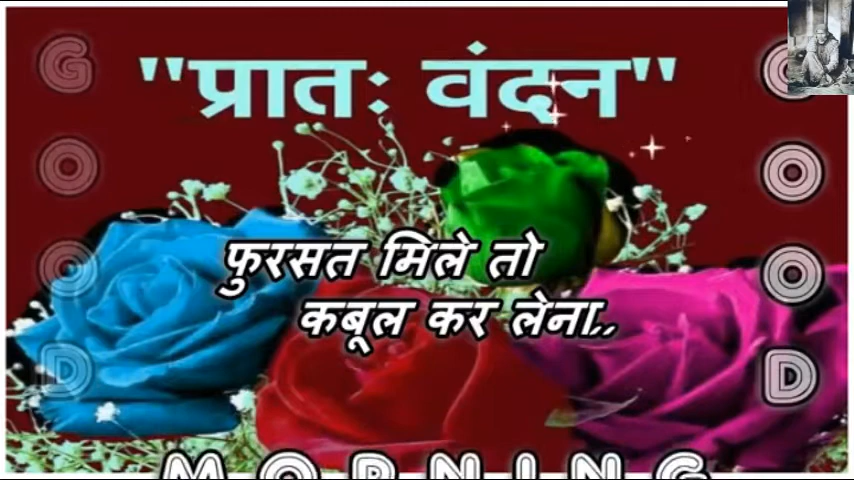 "प्रातः वंदन"
फुरसत मिले तो
कबूल कर लेना..
GOOD
GOOD
MORNING